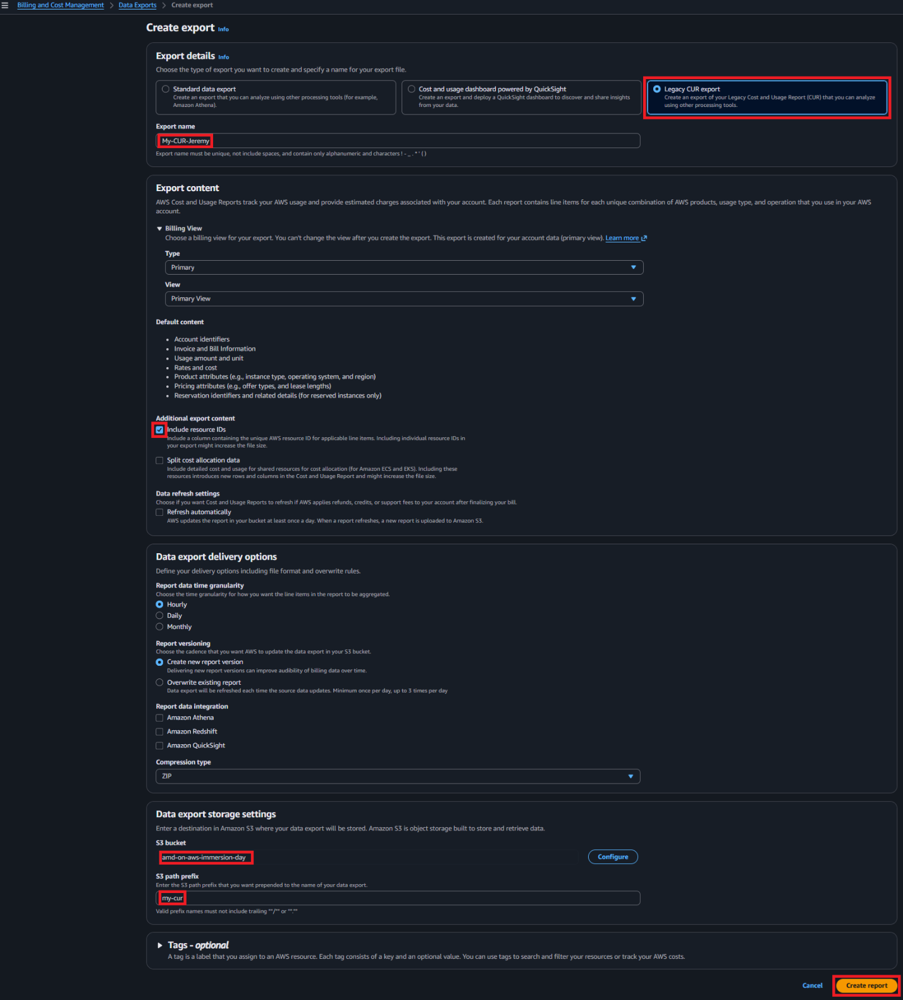 Billing and Cost Management > Data Exports > Create export
Create export Info
Export details Info
Choose the type of export you want to create and specify a name for your export file.
Standard data export
Create an export that you can analyze using other processing tools (for example,
Amazon Athena).
Cost and usage dashboard powered by QuickSight
Create an export and deploy a QuickSight dashboard to discover and share insights
from your data.
Legacy CUR export
Create an export of your Legacy Cost and Usage Report (CUR) that you can analyze
using other processing tools.
Export name
My-CUR-Jeremy
Export name must be unique, not include spaces, and contain only alphanumeric and characters ! - _ . * ' ( )
Export content
AWS Cost and Usage Reports track your AWS usage and provide estimated charges associated with your account. Each report contains line items for each unique combination of AWS products, usage type, and operation that you use in your AWS
account.
Billing View
Choose a billing view for your export. You can't change the view after you create the export. This export is created for your account data (primary view). Learn more
Type
Primary
View
Primary View
Default content
• Account identifiers
• Invoice and Bill Information
• Usage amount and unit
• Rates and cost
• Product attributes (e.g., instance type, operating system, and region)
• Pricing attributes (e.g., offer types, and lease lengths)
• Reservation identifiers and related details (for reserved instances only)
Additional export content
Include resource IDs
Include a column containing the unique AWS resource ID for applicable line items. Including individual resource IDs in
your export might increase the file size.
Split cost allocation data
Include detailed cost and usage for shared resources for cost allocation (for Amazon ECS and EKS). Including these
resources introduces new rows and columns in the Cost and Usage Report and might increase the file size.
Data refresh settings
Choose if you want Cost and Usage Reports to refresh if AWS applies refunds, credits, or support fees to your account after finalizing your bill.
Refresh automatically
AWS updates the report in your bucket at least once a day. When a report refreshes, a new report is uploaded to Amazon S3.
Data export delivery options
Define your delivery options including file format and overwrite rules.
Report data time granularity
Choose the time granularity for how you want the line items in the report to be aggregated.
Hourly
Daily
Monthly
Report versioning
Choose the cadence that you want AWS to update the data export in your S3 bucket.
Create new report version
Delivering new report versions can improve audibility of billing data over time.
Overwrite existing report
Data export will be refreshed each time the source data updates. Minimum once per day, up to 3 times per day
Report data integration
Amazon Athena
Amazon Redshift
Amazon QuickSight
Compression type
ZIP
Data export storage settings
Enter a destination in Amazon S3 where your data export will be stored. Amazon S3 is object storage built to store and retrieve data.
S3 bucket
amd-on-aws-immersion-day
Configure
S3 path prefix
Enter the S3 path prefix that you want prepended to the name of your data export.
my-cur
Valid prefix names must not include trailing ""/"" or "".""
Tags - optional
A tag is a label that you assign to an AWS resource. Each tag consists of a key and an optional value. You can use tags to search and filter your resources or track your AWS costs.
Cancel
Create report